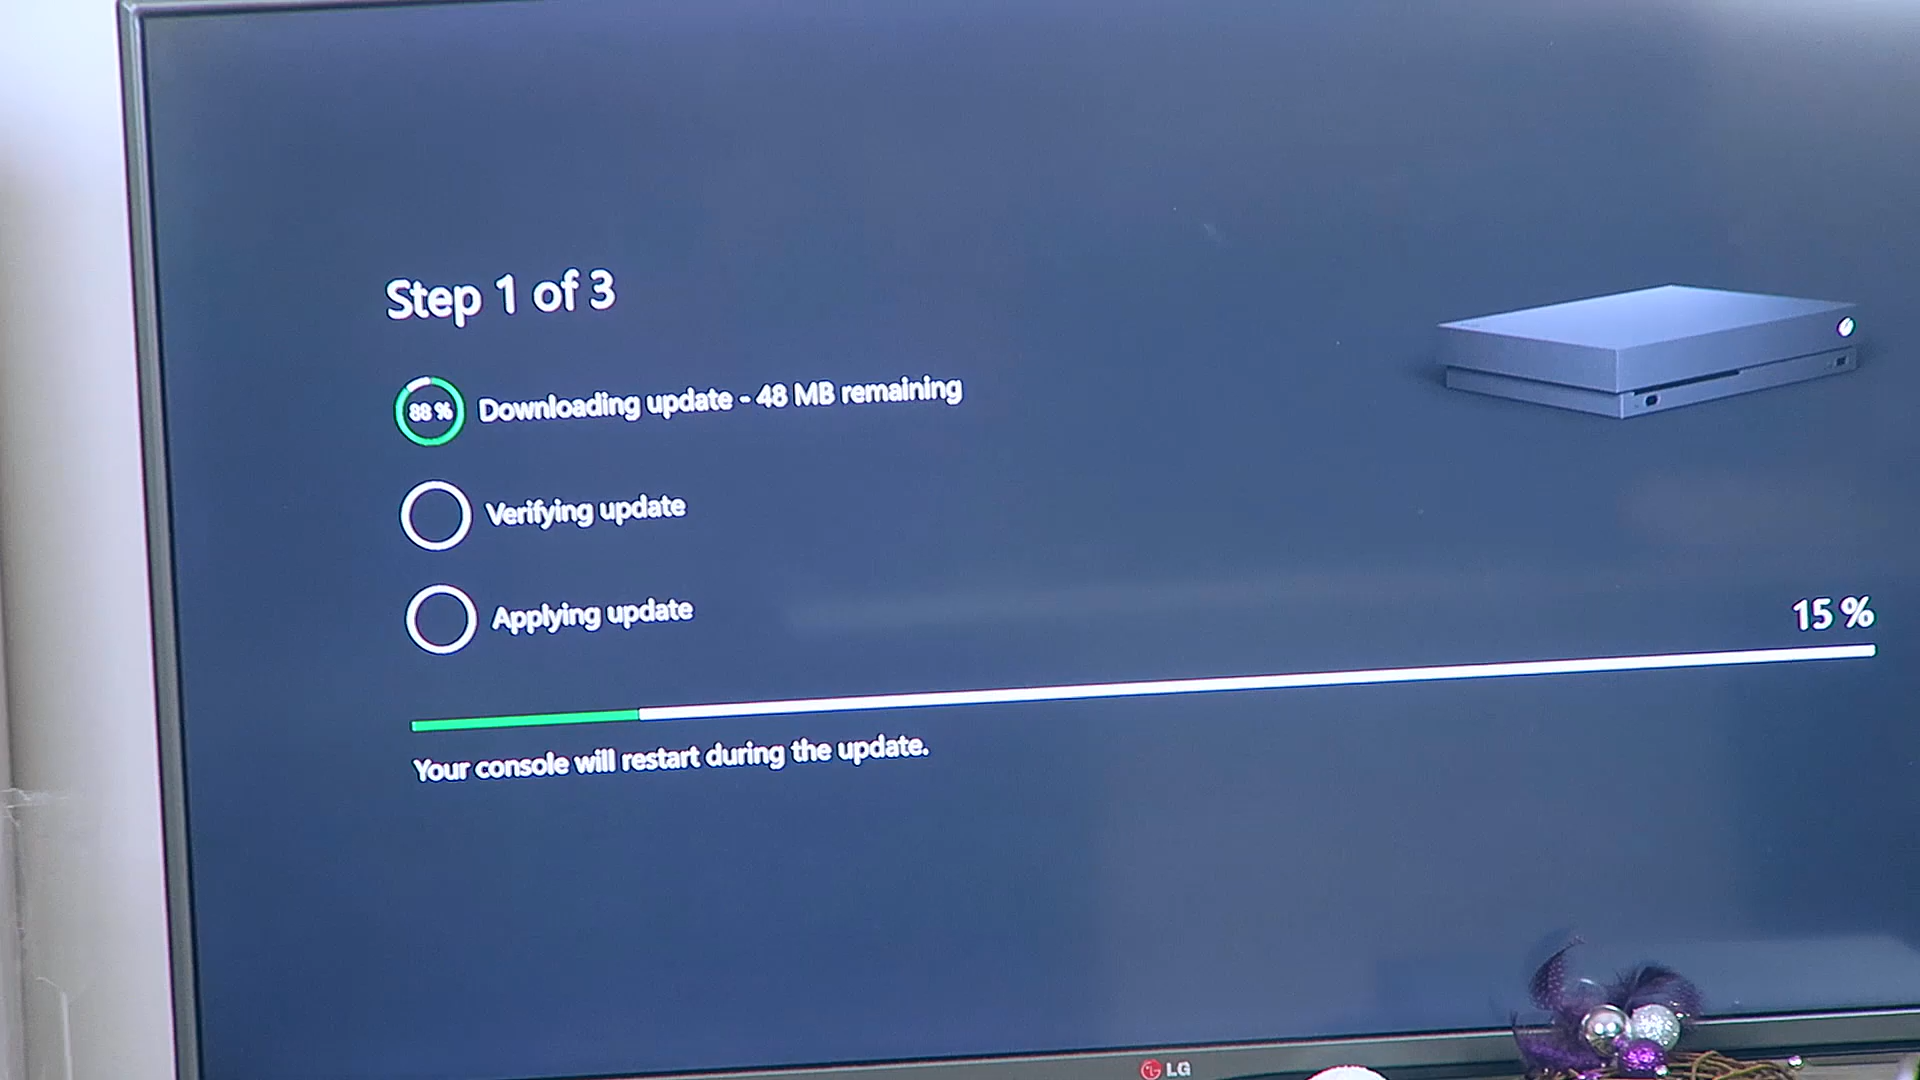 Step 1 of 3
88 %
Downloading update - 48 MB remaining
Verifying update
Applying update
15 %
Your console will restart during the update.
LG